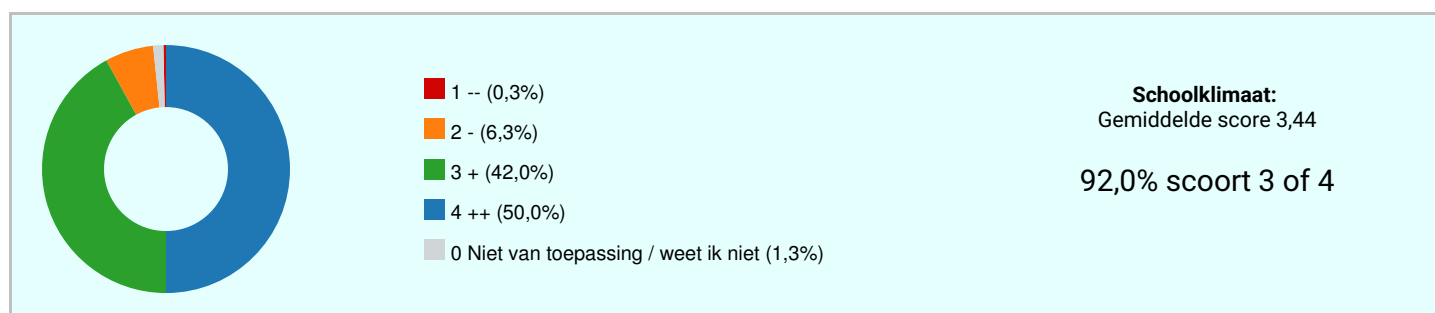 1 -- (0,3%)
2 - (6,3%)
3 + (42,0%)
4 ++ (50,0%)
0 Niet van toepassing / weet ik niet (1,3%)
Schoolklimaat:
Gemiddelde score 3,44
92,0% scoort 3 of 4